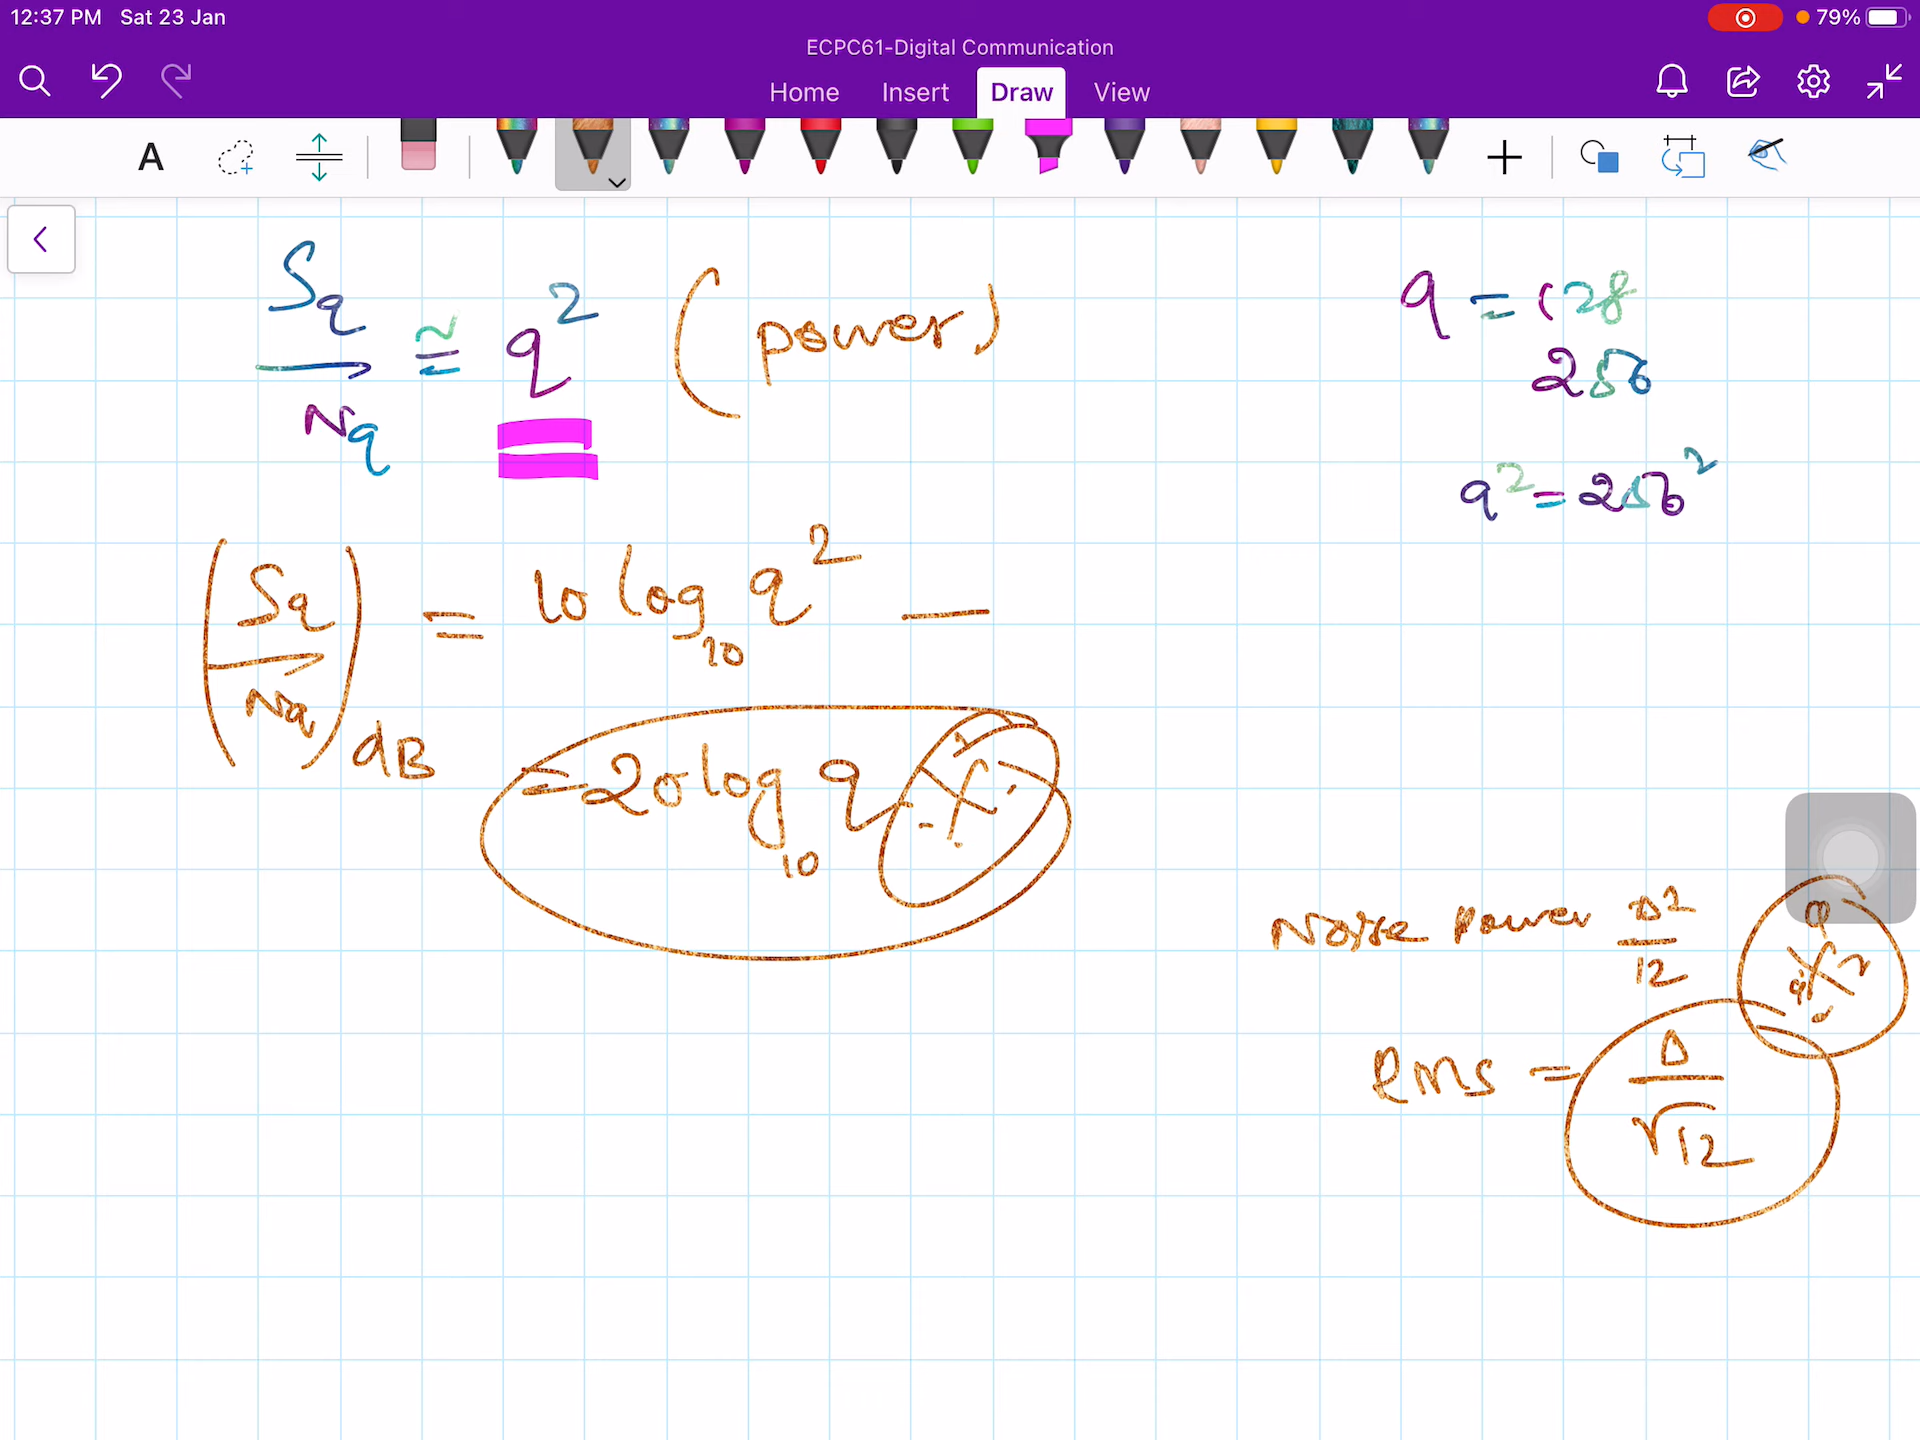 12:37 PM Sat 23 Jan
79%
ECPC61-Digital Communication
Home Insert Draw View
A
Sq/Nq ≅ q² (power)
q = 128
256
q² = 256²
(Sq/Nq)dB = 10 log₁₀ q² —
= 20 log₁₀ q
Noise Power Δ²/12
RMS = Δ/√12